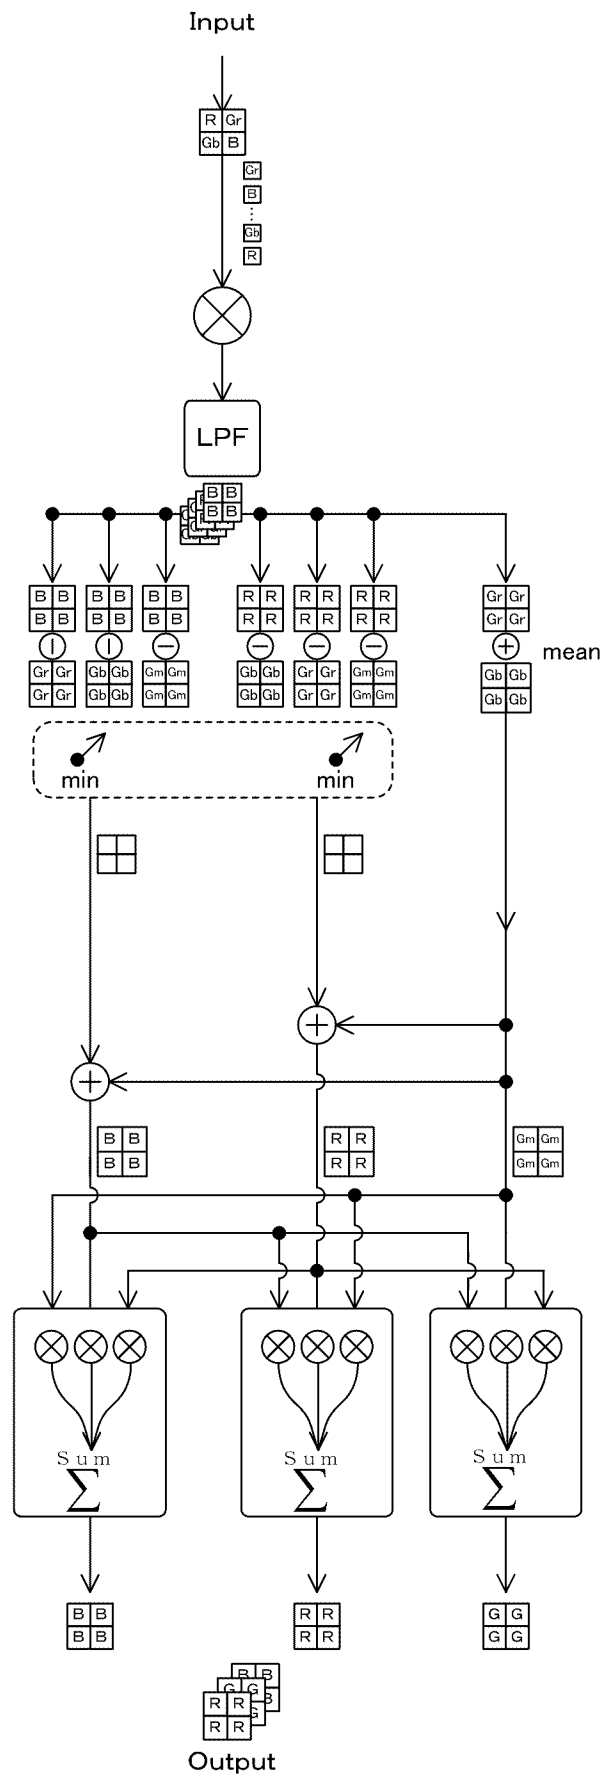 Input
R Gr
Gb B
Gr
B
Gb
R
LPF
B B
B B
B B B B B B R R R R R R Gr Gr
B B B B B B R R R R R R Gr Gr
mean
Gr Gr Gb Gb Gm Gm Gb Gb Gr Gr Gm Gm Gb Gb
Gr Gr Gb Gb Gm Gm Gb Gb Gr Gr Gm Gm Gb Gb
min min
B B R R Gm Gm
B B R R Gm Gm
Sum Sum Sum
Σ Σ Σ
B B R R G G
B B R R G G
B B
G G B
R R G
R R
Output